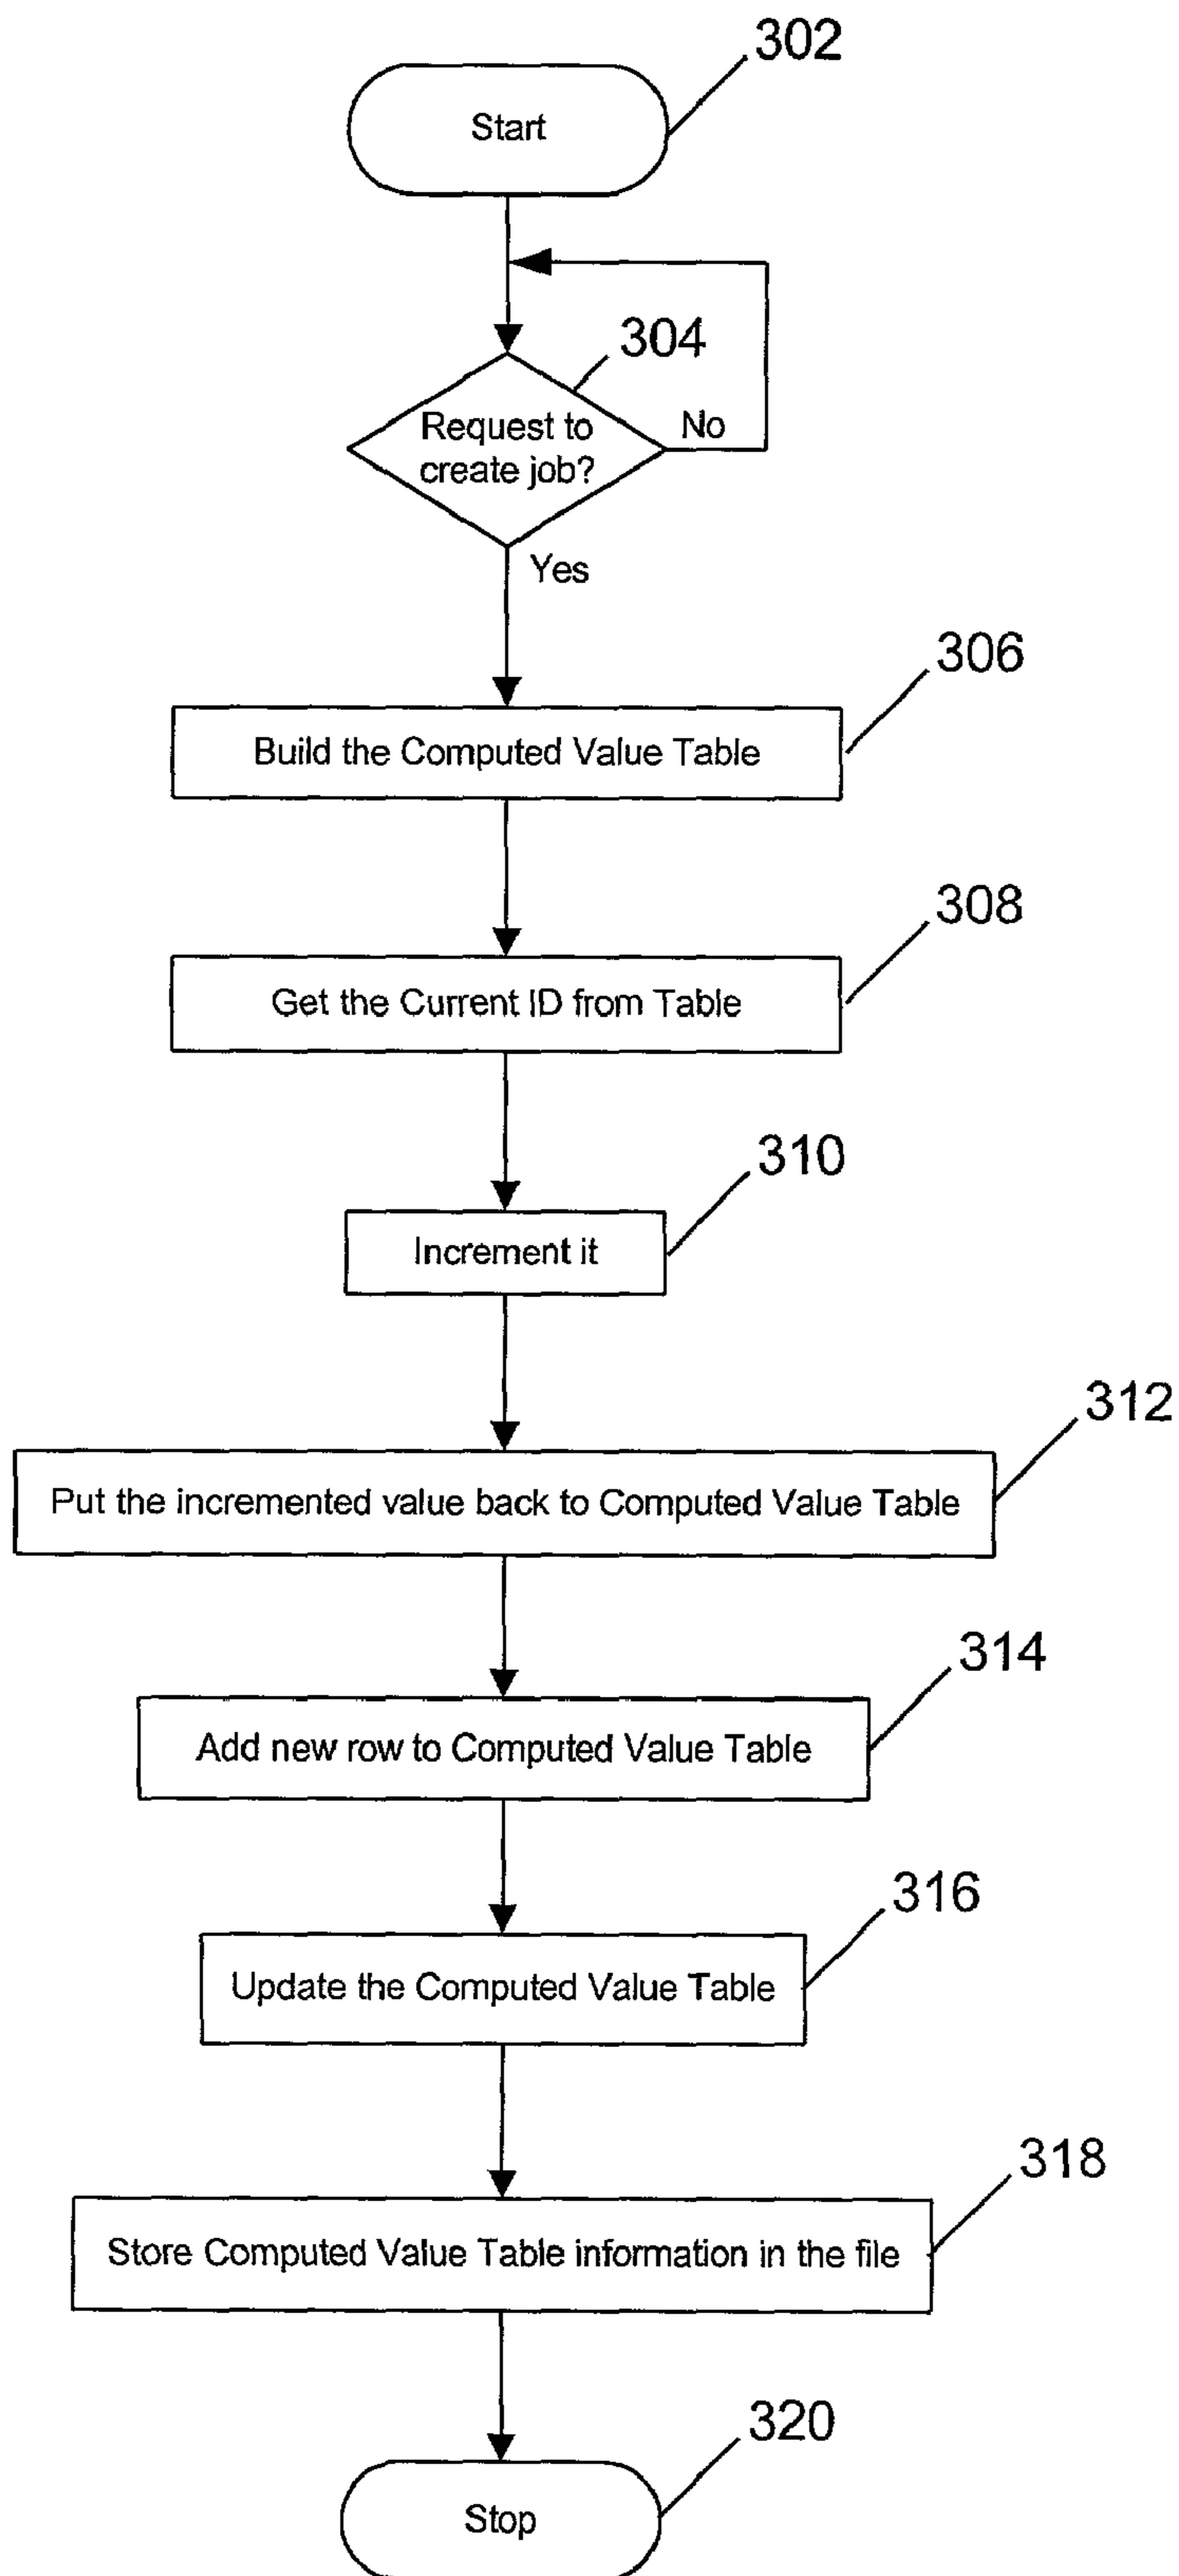 302
Start
304
Request to
create job?
No
Yes
306
Build the Computed Value Table
308
Get the Current ID from Table
310
Increment it
312
Put the incremented value back to Computed Value Table
314
Add new row to Computed Value Table
316
Update the Computed Value Table
318
Store Computed Value Table information in the file
320
Stop